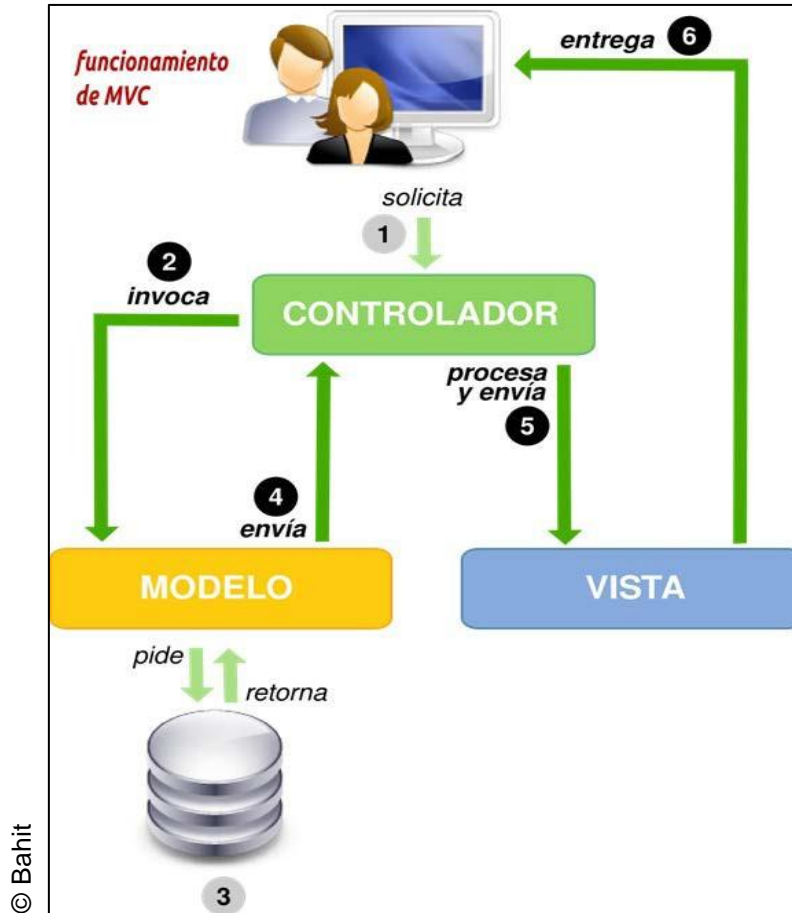 funcionamiento
de MVC
entrega 6
solicita
1
2
invoca
CONTROLADOR
procesa
y envía
5
4
envía
MODELO
VISTA
pide
retorna
3
© Bahit